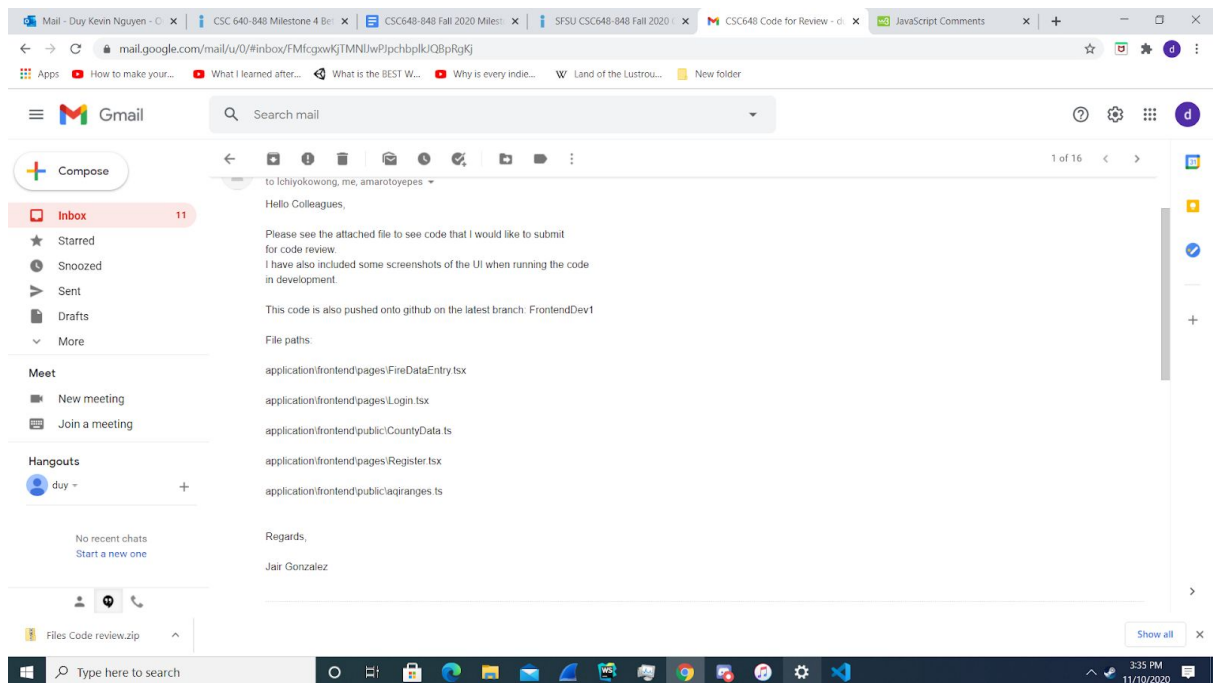 Mail - Duy Kevin Nguyen - O
CSC 640-848 Milestone 4 Bet
CSC648-848 Fall 2020 Milest
SFSU CSC648-848 Fall 2020
CSC648 Code for Review - d
JavaScript Comments
mail.google.com/mail/u/0/#inbox/FMfcgxwKjTMNlJwPJpchbplkJQBpRgKj
Apps
How to make your...
What I learned after...
What is the BEST W...
Why is every indie...
Land of the Lustrou...
New folder
Gmail
Search mail
d
Compose
1 of 16
to lchiyokowong, me, amarotoyepes
Inbox 11
Starred
Snoozed
Sent
Drafts
More
Hello Colleagues,
Please see the attached file to see code that I would like to submit
for code review.
I have also included some screenshots of the UI when running the code
in development.
This code is also pushed onto github on the latest branch: FrontendDev1
File paths:
application\frontend\pages\FireDataEntry.tsx
application\frontend\pages\Login.tsx
application\frontend\public\CountyData.ts
application\frontend\pages\Register.tsx
application\frontend\public\aqiranges.ts
Regards,
Jair Gonzalez
Meet
New meeting
Join a meeting
Hangouts
duy
No recent chats
Start a new one
Files Code review.zip
Show all
Type here to search
3:35 PM
11/10/2020